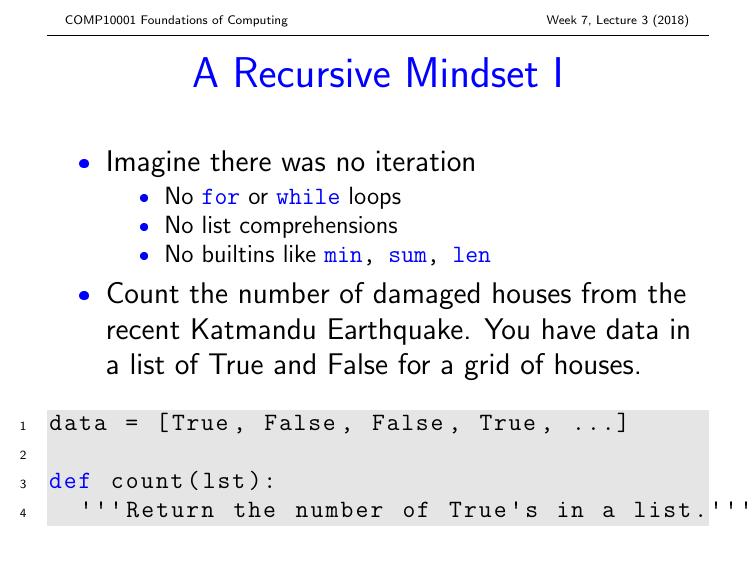 COMP10001 Foundations of Computing Week 7, Lecture 3 (2018)
A Recursive Mindset I
• Imagine there was no iteration
• No for or while loops
• No list comprehensions
• No builtins like min, sum, len
• Count the number of damaged houses from the
recent Katmandu Earthquake. You have data in
a list of True and False for a grid of houses.
1 data = [True, False, False, True, ...]
2
3 def count(lst):
4 '''Return the number of True's in a list.'''